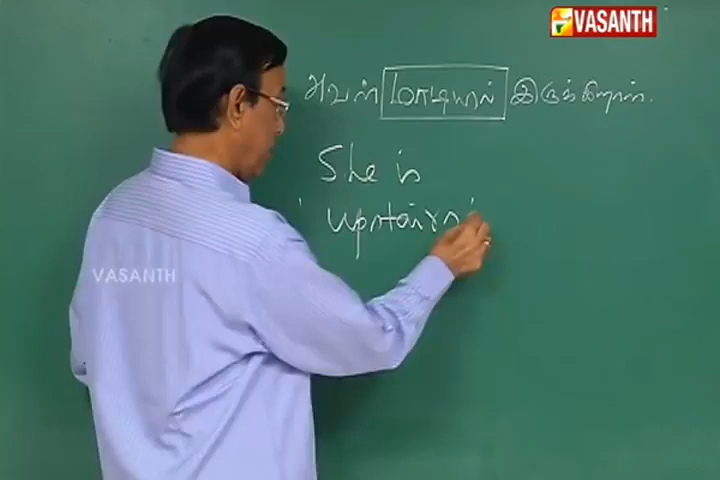 VASANTH
அவள் மாடியில் இருக்கிறாள்.
She is
'upstairs'
VASANTH